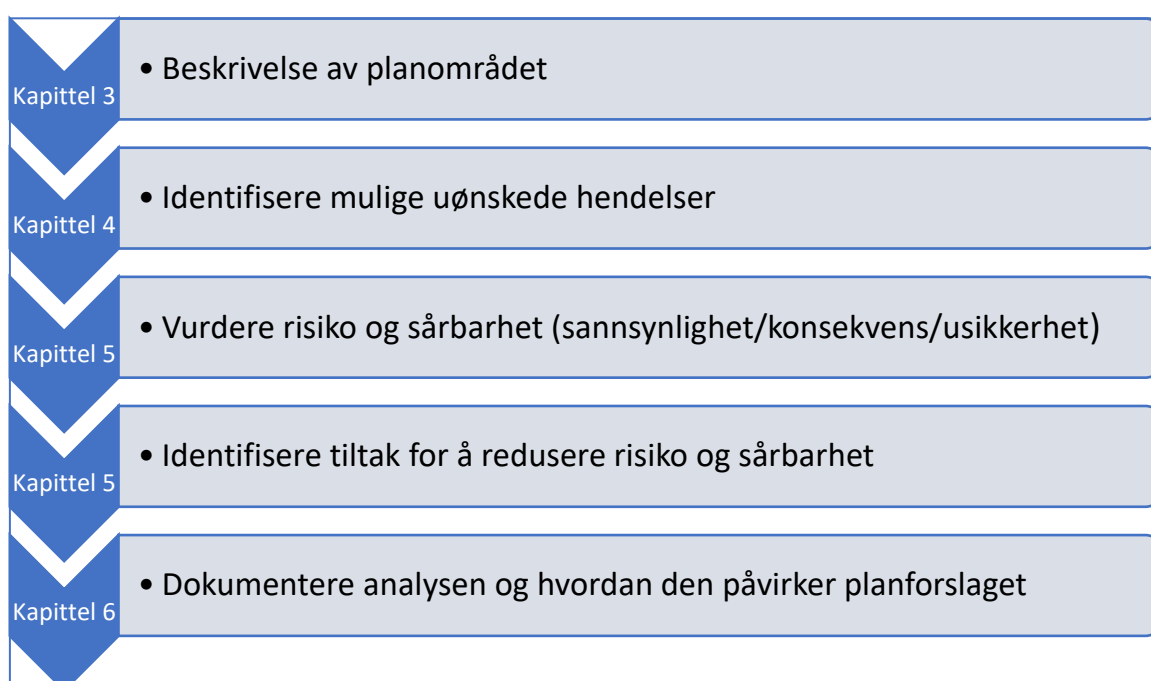 Kapittel 3
• Beskrivelse av planområdet
Kapittel 4
• Identifisere mulige uønskede hendelser
Kapittel 5
• Vurdere risiko og sårbarhet (sannsynlighet/konsekvens/usikkerhet)
Kapittel 5
• Identifisere tiltak for å redusere risiko og sårbarhet
Kapittel 6
• Dokumentere analysen og hvordan den påvirker planforslaget